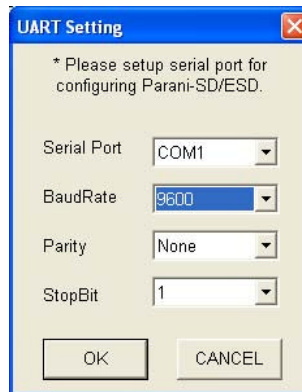 UART Setting
* Please setup serial port for
configuring Parani-SD/ESD.
Serial Port COM1
BaudRate 9600
Parity None
StopBit 1
OK CANCEL